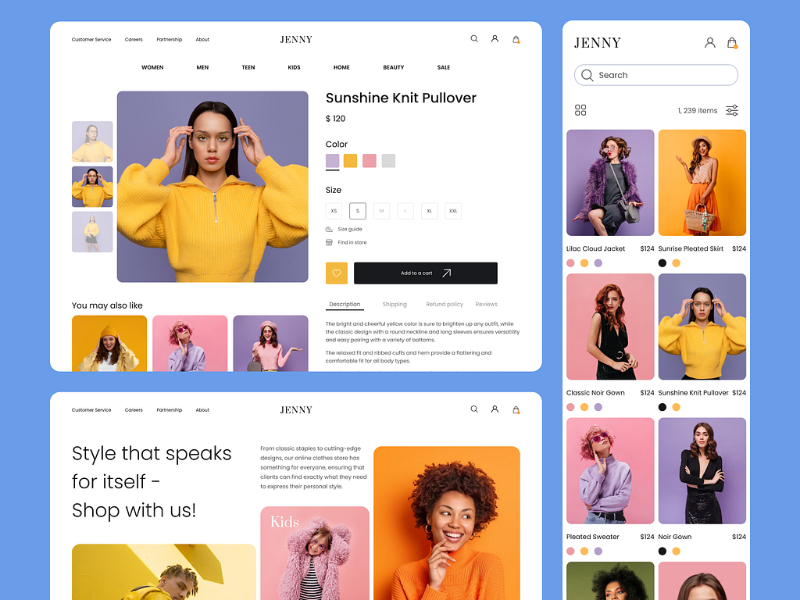 Customer Service Careers Partnership About JENNY
WOMEN MEN TEEN KIDS HOME BEAUTY SALE
Sunshine Knit Pullover
$ 120
Color
Size
XS S M L XL XXL
Size guide
Find in store
Add to a cart
You may also like
Description Shipping Refund policy Reviews
The bright and cheerful yellow color is sure to brighten up any outfit, while
the classic design with a round neckline and long sleeves ensures versatility
and easy pairing with a variety of bottoms.
The relaxed fit and ribbed cuffs and hem provide a flattering and
comfortable fit for all body types.
Customer Service Careers Partnership About JENNY
Style that speaks
for itself -
Shop with us!
From classic staples to cutting-edge
designs, our online clothes store has
something for everyone, ensuring that
clients can find exactly what they need
to express their personal style.
Kids
JENNY
Search
1, 239 items
Lilac Cloud Jacket $124
Sunrise Pleated Skirt $124
Classic Noir Gown $124
Sunshine Knit Pullover $124
Pleated Sweater $124
Noir Gown $124